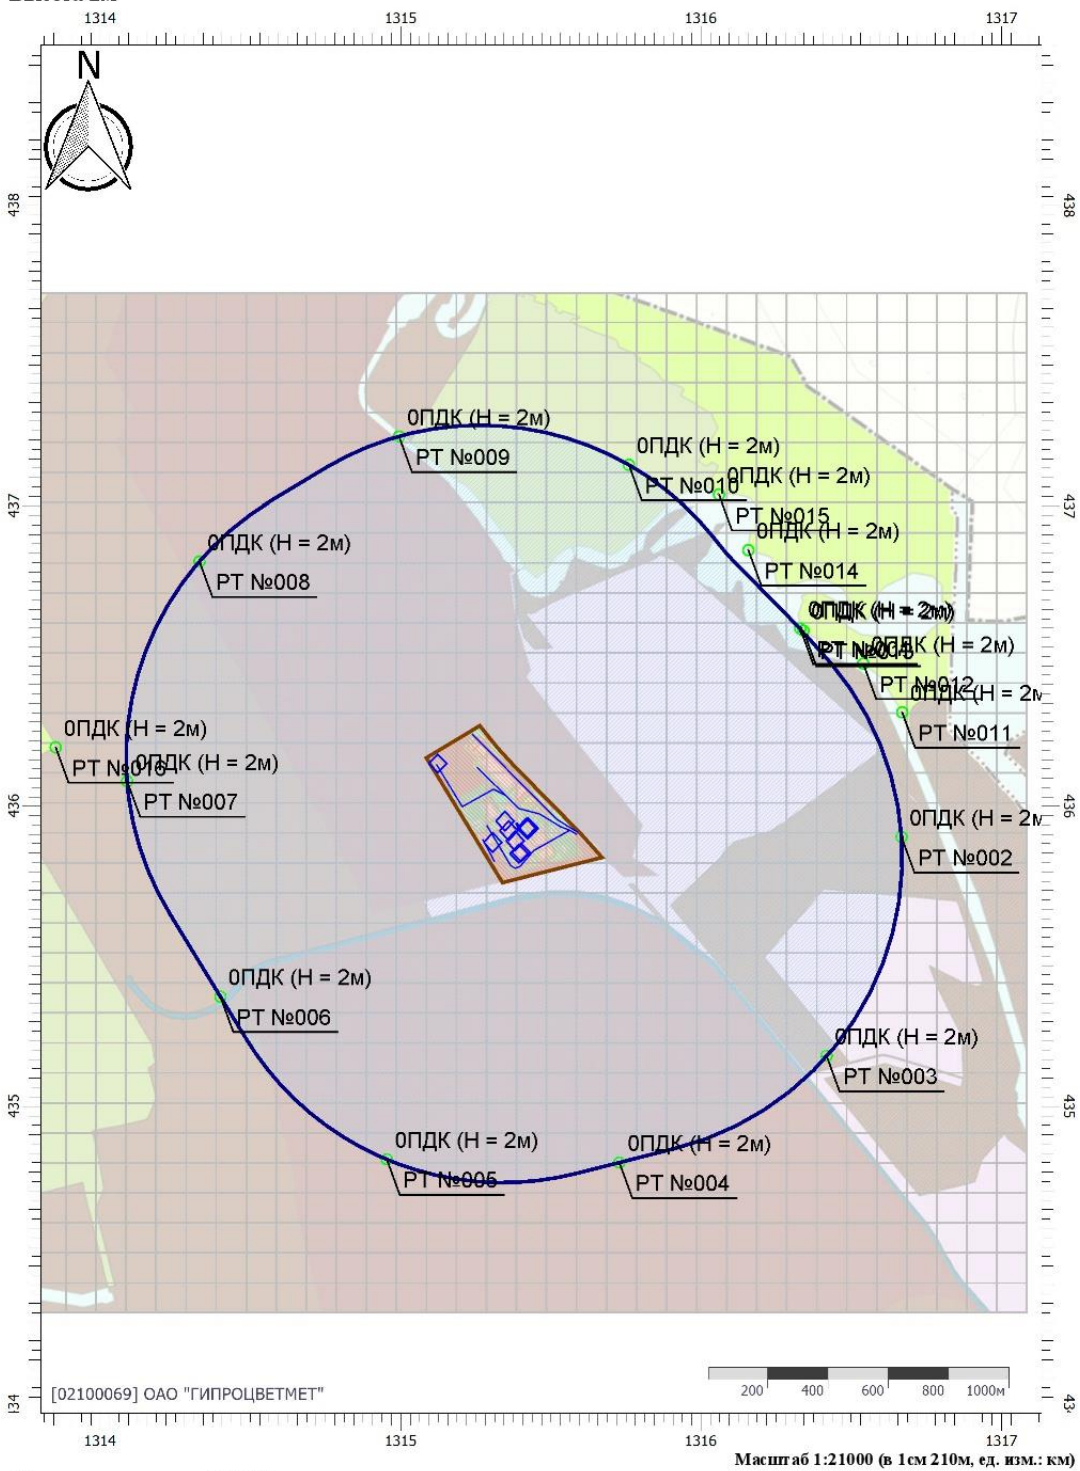 1314 1315 1316 1317
N
438 438
0ПДК (Н = 2м)
РТ №009
0ПДК (Н = 2м)
РТ №010
0ПДК (Н = 2м)
РТ №015
437 437
0ПДК (Н = 2м)
РТ №014
0ПДК (Н = 2м)
РТ №008
0ПДК (Н = 2м)
0ПДК (Н = 2м)
РТ №012
0ПДК (Н = 2м
РТ №011
0ПДК (Н = 2м)
РТ №016
0ПДК (Н = 2м)
РТ №007
436 436
0ПДК (Н = 2м
РТ №002
0ПДК (Н = 2м)
РТ №006
0ПДК (Н = 2м)
РТ №003
435 435
0ПДК (Н = 2м)
РТ №005
0ПДК (Н = 2м)
РТ №004
[02100069] ОАО "ГИПРОЦВЕТМЕТ"
200 400 600 800 1000м
1314 1315 1316 1317
Масштаб 1:21000 (в 1см 210м, ед. изм.: км)